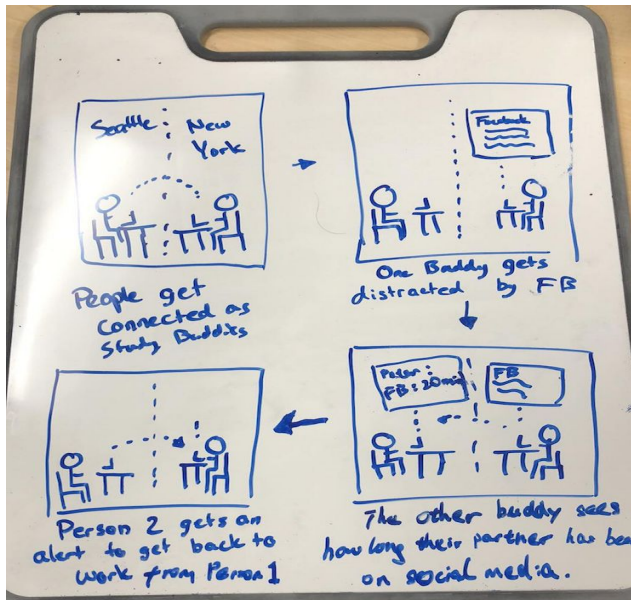 Seattle
New
York
People get
connected as
Study Buddies
Facebook
One Buddy gets
distracted by FB
FB : 20 min
FB
The other buddy sees
how long their partner has been
on social media.
Person 2 gets an
alert to get back to
work from Person 1